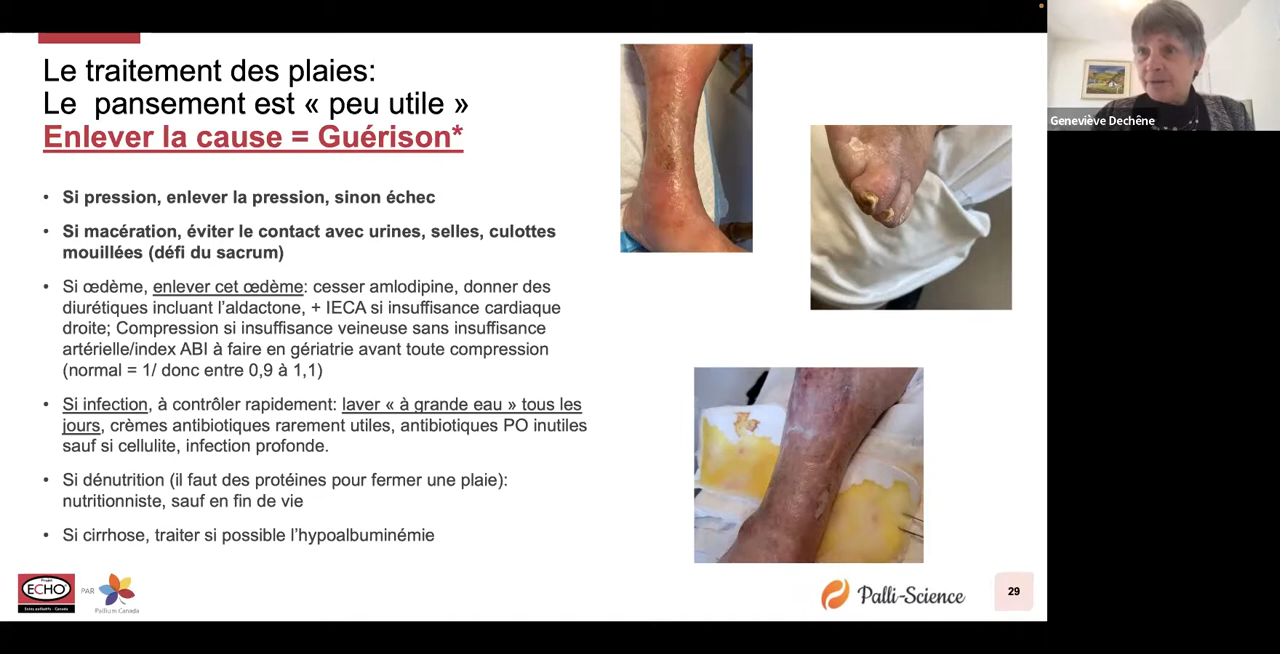 Le traitement des plaies:
Le pansement est « peu utile »
Enlever la cause = Guérison*
• Si pression, enlever la pression, sinon échec
• Si macération, éviter le contact avec urines, selles, culottes
mouillées (défi du sacrum)
• Si œdème, enlever cet œdème: cesser amlodipine, donner des
diurétiques incluant l’aldactone, + IECA si insuffisance cardiaque
droite; Compression si insuffisance veineuse sans insuffisance
artérielle/index ABI à faire en gériatrie avant toute compression
(normal = 1/ donc entre 0,9 à 1,1)
• Si infection, à contrôler rapidement: laver « à grande eau » tous les
jours, crèmes antibiotiques rarement utiles, antibiotiques PO inutiles
sauf si cellulite, infection profonde.
• Si dénutrition (il faut des protéines pour fermer une plaie):
nutritionniste, sauf en fin de vie
• Si cirrhose, traiter si possible l’hypoalbuminémie
Geneviève Dechêne
Projet
ECHO
Soins palliatifs Canada
PAR
Pallium Canada
Palli-Science
29